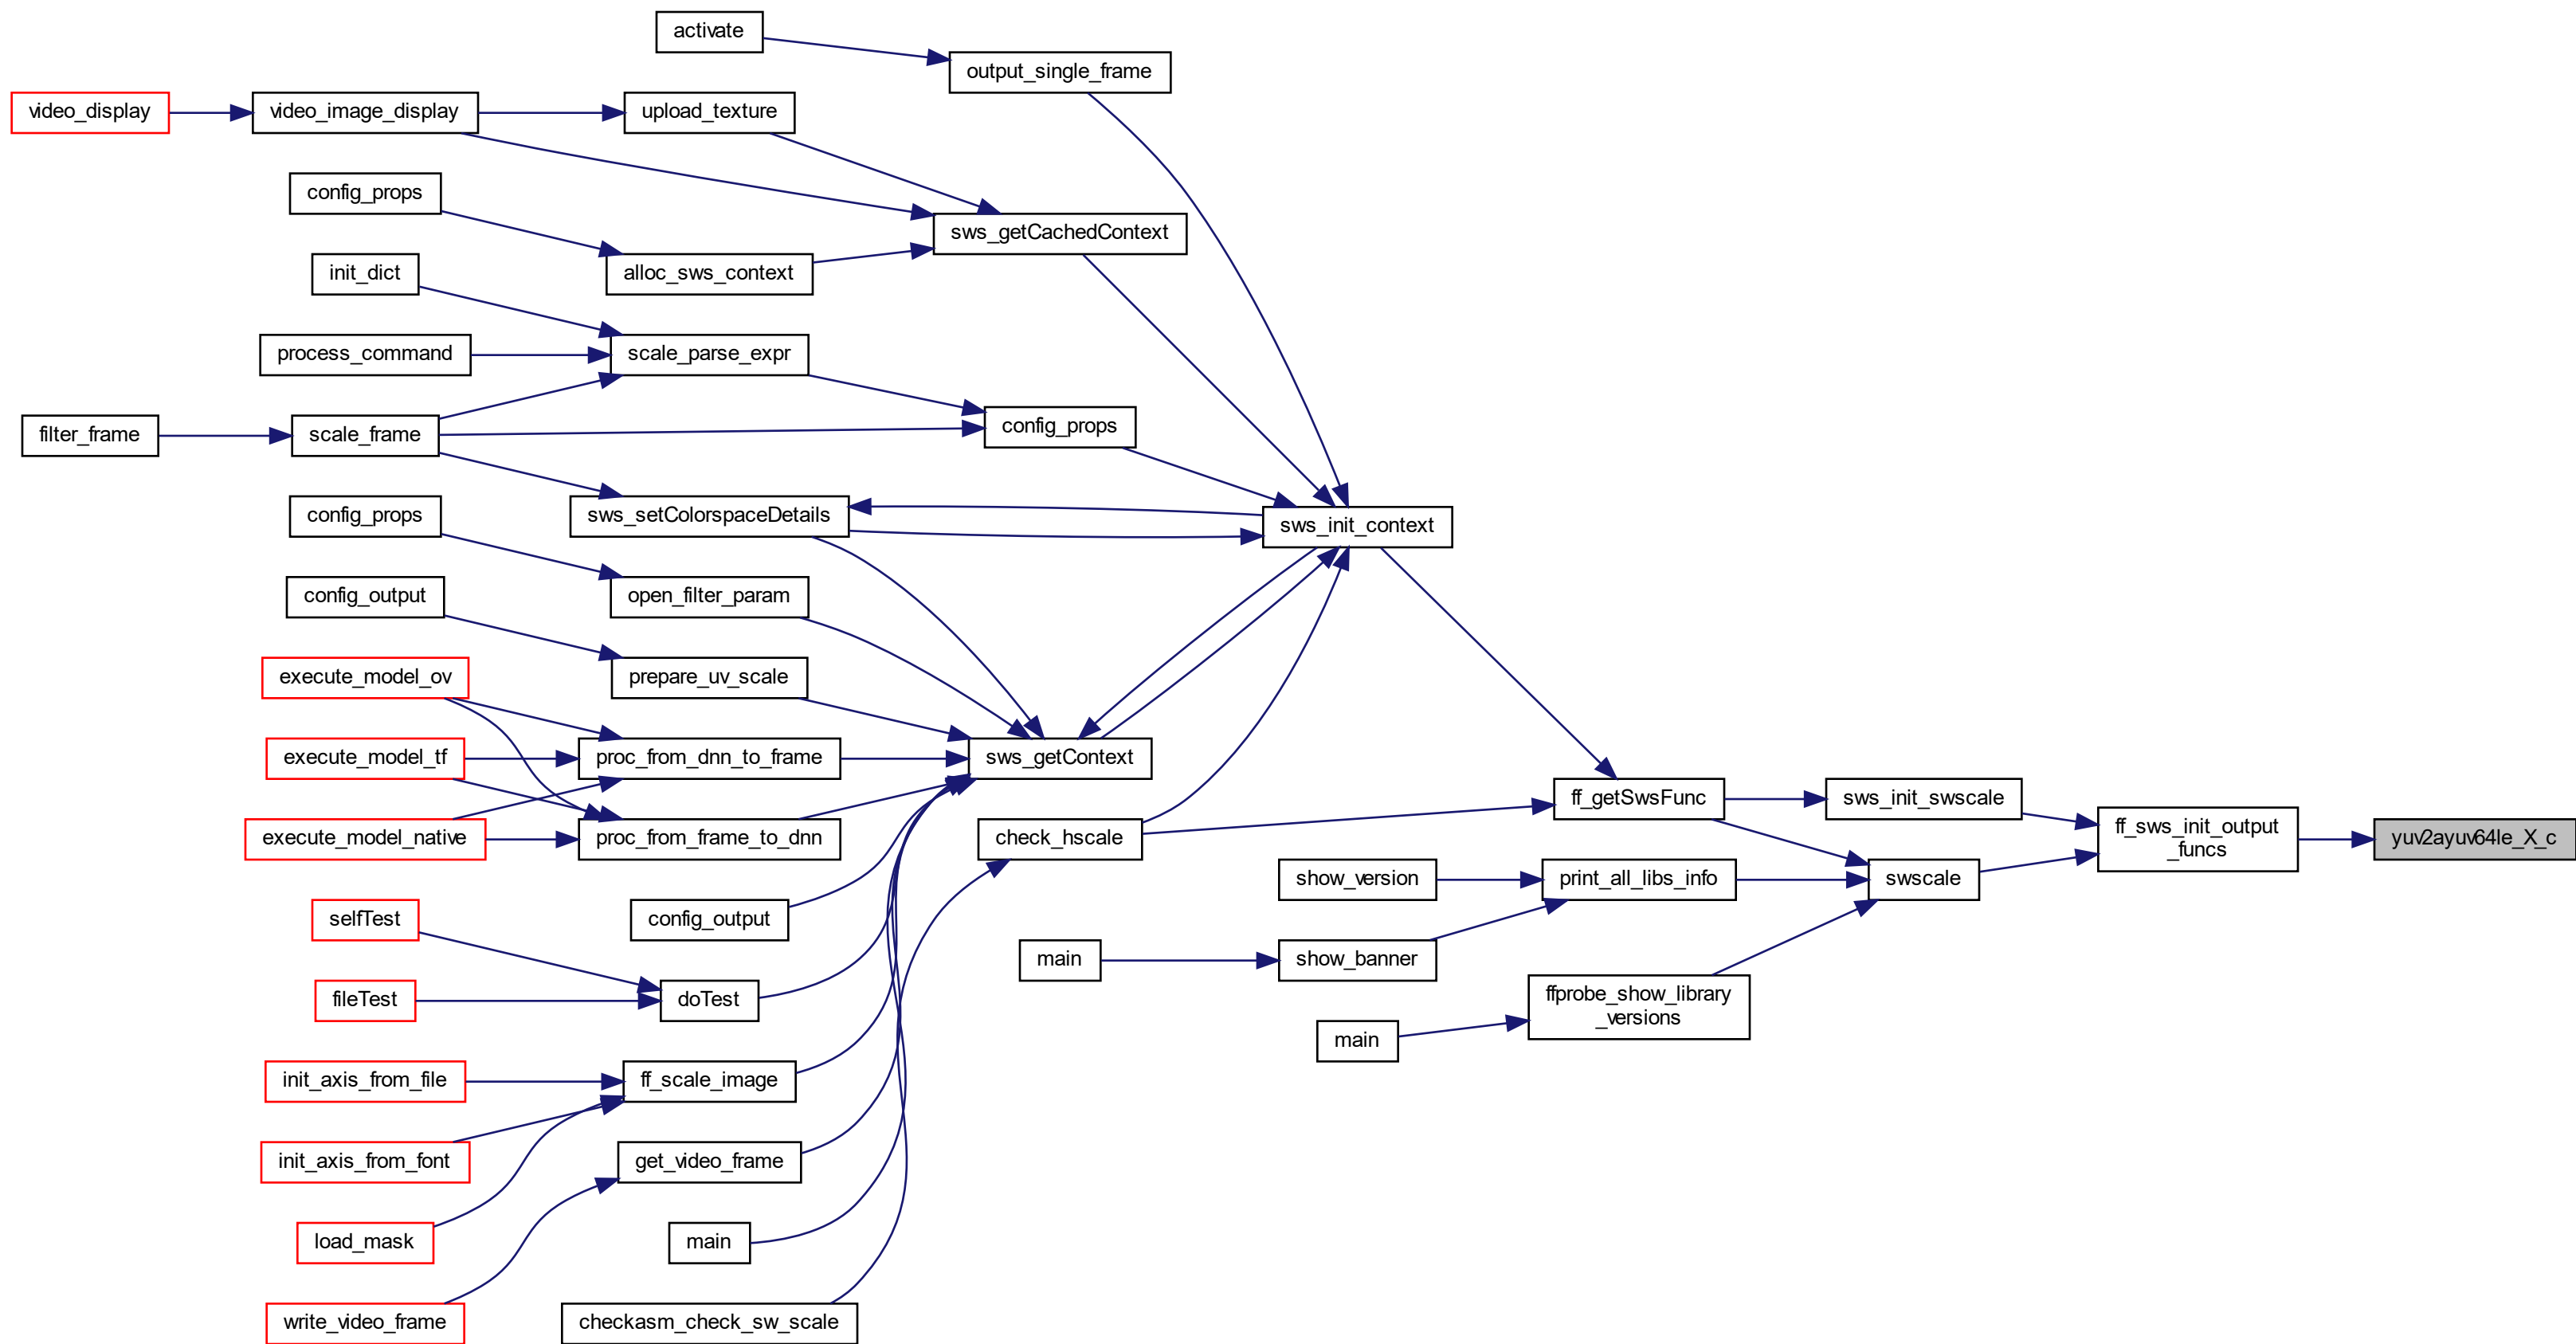 activate
output_single_frame
video_display
video_image_display
upload_texture
config_props
sws_getCachedContext
init_dict
alloc_sws_context
process_command
scale_parse_expr
filter_frame
scale_frame
config_props
config_props
sws_setColorspaceDetails
sws_init_context
config_output
open_filter_param
execute_model_ov
prepare_uv_scale
execute_model_tf
proc_from_dnn_to_frame
sws_getContext
execute_model_native
proc_from_frame_to_dnn
check_hscale
ff_getSwsFunc
sws_init_swscale
ff_sws_init_output
_funcs
yuv2ayuv64le_X_c
show_version
print_all_libs_info
swscale
selfTest
config_output
main
show_banner
fileTest
doTest
ffprobe_show_library
_versions
main
init_axis_from_file
ff_scale_image
init_axis_from_font
get_video_frame
load_mask
main
write_video_frame
checkasm_check_sw_scale